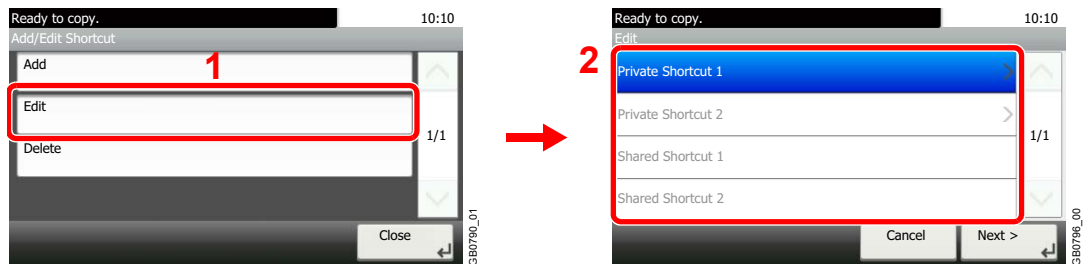 Ready to copy.
10:10
Add/Edit Shortcut
Add
1
Edit
1/1
Delete
Close
GB0790_01
Ready to copy.
10:10
Edit
2
Private Shortcut 1
Private Shortcut 2
1/1
Shared Shortcut 1
Shared Shortcut 2
Cancel
Next >
GB0796_00